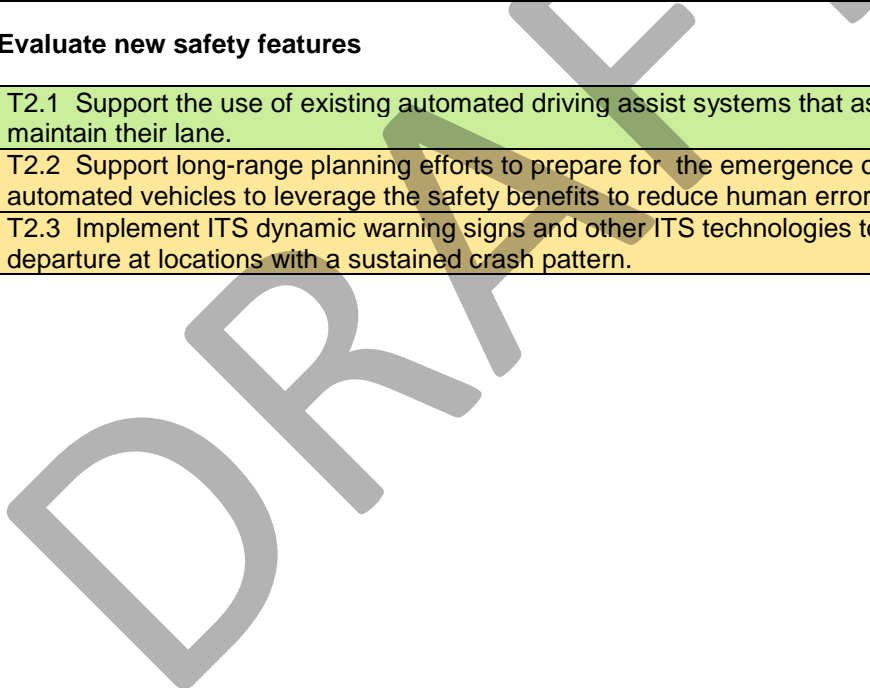 Evaluate new safety features
T2.1 Support the use of existing automated driving assist systems that as
maintain their lane.
T2.2 Support long-range planning efforts to prepare for the emergence o
automated vehicles to leverage the safety benefits to reduce human error
T2.3 Implement ITS dynamic warning signs and other ITS technologies to
departure at locations with a sustained crash pattern.
DRAFT